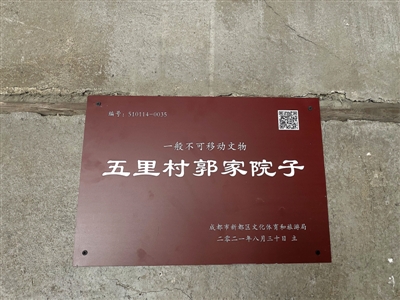 编号：510114-0035
一般不可移动文物
五里村郭家院子
成都市新都区文化体育和旅游局
二零二一年八月三十日 立